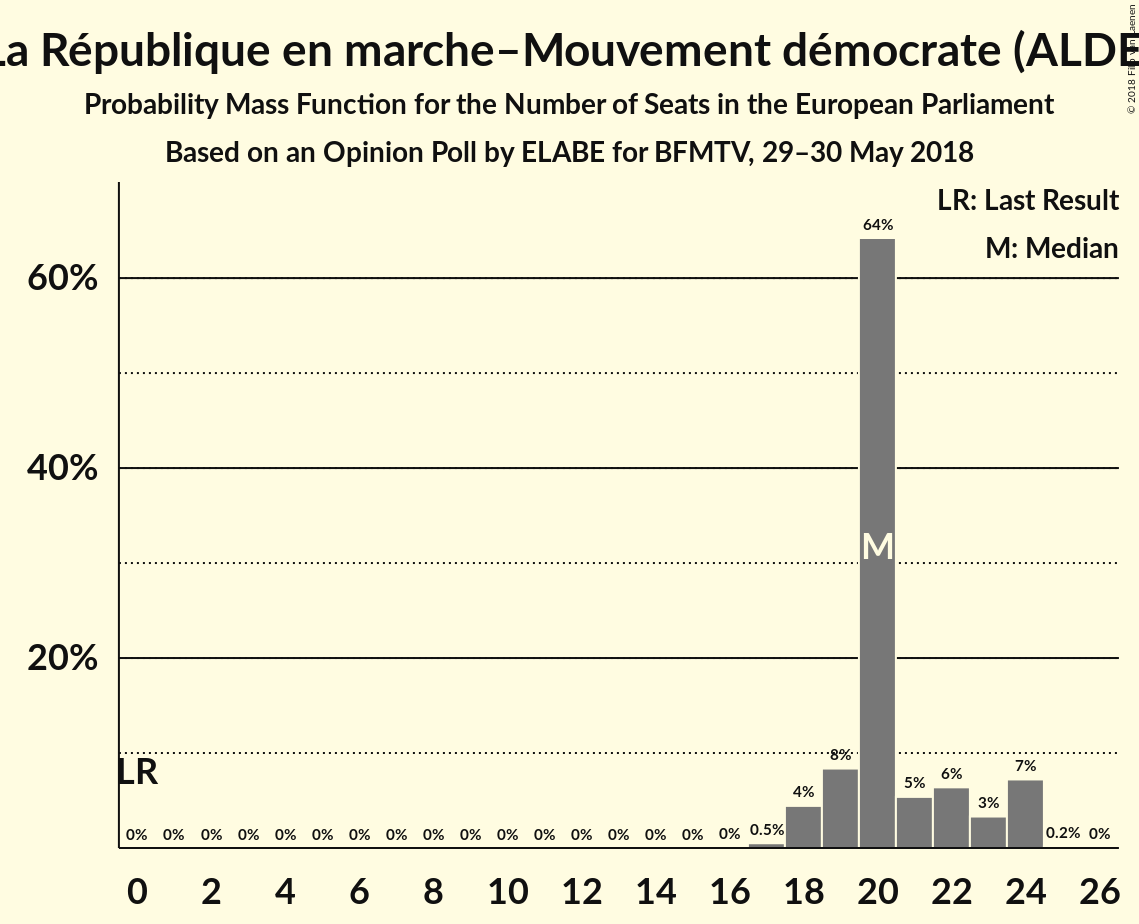 La République en marche–Mouvement démocrate (ALDE
Probability Mass Function for the Number of Seats in the European Parliament
Based on an Opinion Poll by ELABE for BFMTV, 29–30 May 2018
© 2018
LR: Last Result
M: Median
60%
40%
20%
64%
M
LR
0% 0% 0% 0% 0% 0% 0% 0% 0% 0% 0% 0% 0% 0% 0% 0% 0% 0.5% 4% 8% 5% 6% 3% 7% 0.2% 0%
0 2 4 6 8 10 12 14 16 18 20 22 24 26